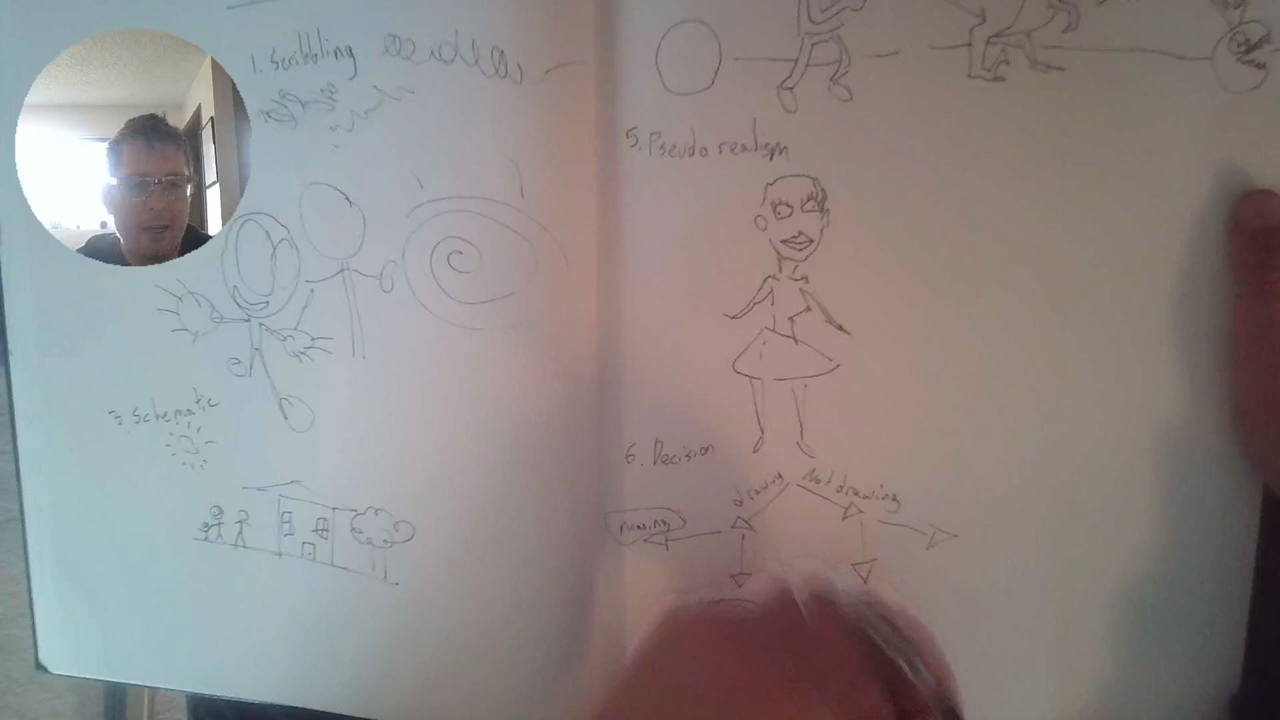 1. Scribbling
3. Schematic
5. Pseudo realism
6. Decision
drawing
Not drawing